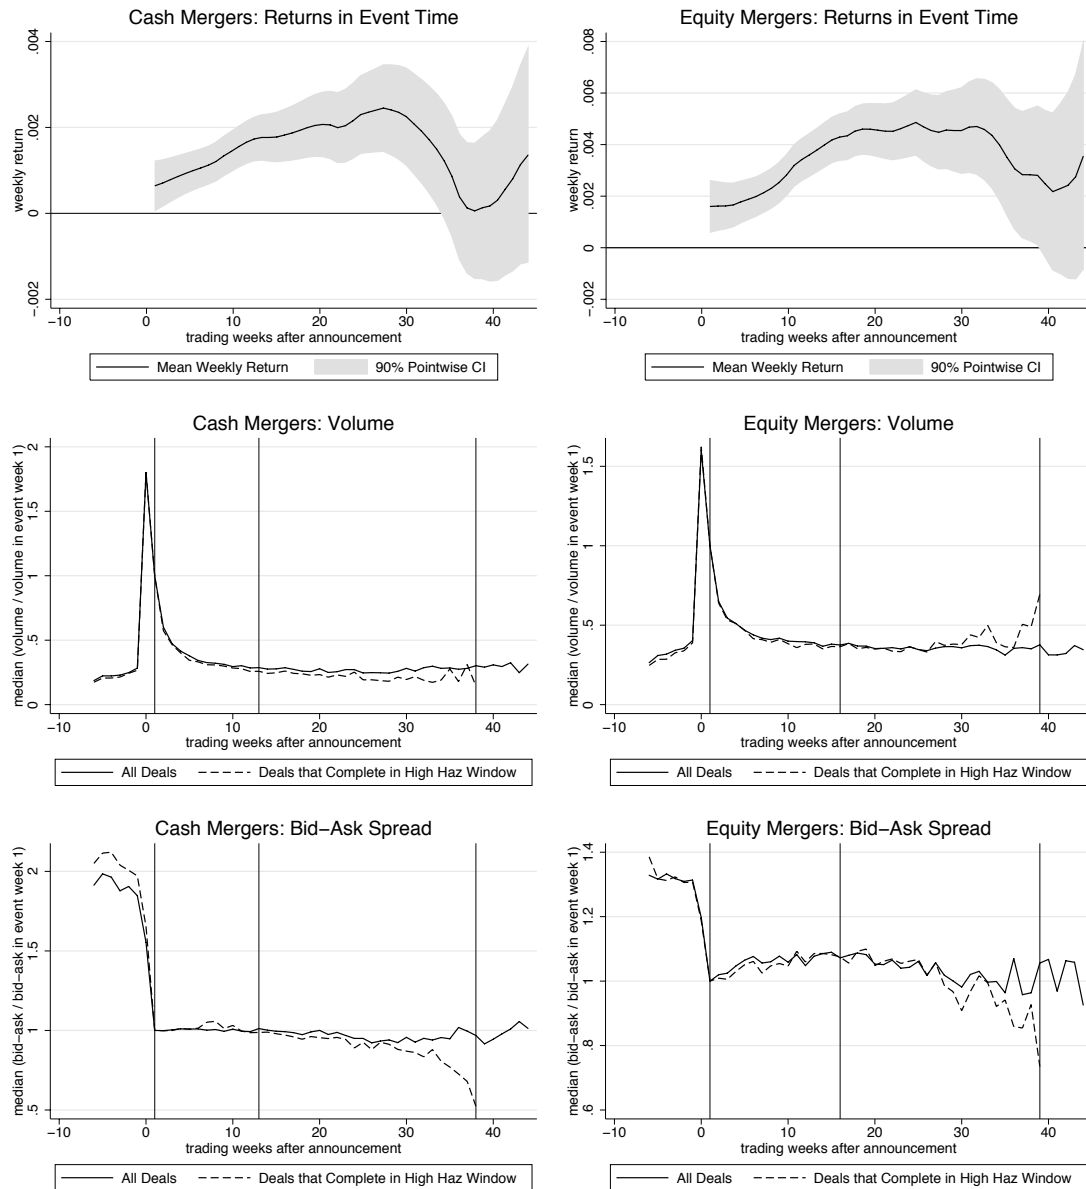 Cash Mergers: Returns in Event Time
weekly return
.004
.002
0
−.002
−10 0 10 20 30 40
trading weeks after announcement
Mean Weekly Return 90% Pointwise CI
Equity Mergers: Returns in Event Time
weekly return
.008
.006
.004
.002
0
−.002
−10 0 10 20 30 40
trading weeks after announcement
Mean Weekly Return 90% Pointwise CI
Cash Mergers: Volume
median (volume / volume in event week 1)
2
1.5
1
.5
0
−10 0 10 20 30 40
trading weeks after announcement
All Deals Deals that Complete in High Haz Window
Equity Mergers: Volume
median (volume / volume in event week 1)
1.5
1
.5
0
−10 0 10 20 30 40
trading weeks after announcement
All Deals Deals that Complete in High Haz Window
Cash Mergers: Bid−Ask Spread
median (bid−ask / bid−ask in event week 1)
2
1.5
1
.5
−10 0 10 20 30 40
trading weeks after announcement
All Deals Deals that Complete in High Haz Window
Equity Mergers: Bid−Ask Spread
median (bid−ask / bid−ask in event week 1)
1.4
1.2
1
.8
.6
−10 0 10 20 30 40
trading weeks after announcement
All Deals Deals that Complete in High Haz Window